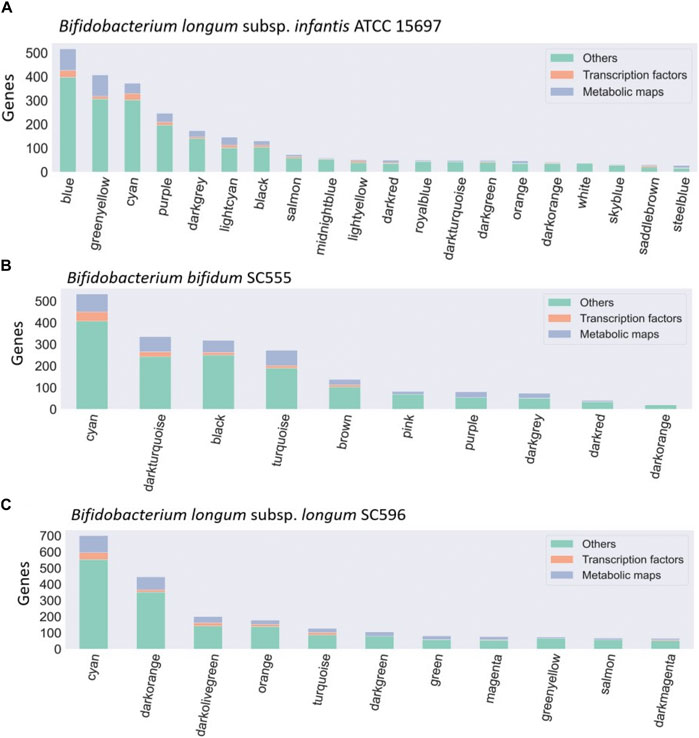 A
Bifidobacterium longum subsp. infantis ATCC 15697
Genes
500
400
300
200
100
0
Others
Transcription factors
Metabolic maps
blue
greenyellow
cyan
purple
darkgrey
lightcyan
black
salmon
midnightblue
lightyellow
darkred
royalblue
darkturquoise
darkgreen
orange
darkorange
white
skyblue
saddlebrown
steelblue
B
Bifidobacterium bifidum SC555
Genes
500
400
300
200
100
0
Others
Transcription factors
Metabolic maps
cyan
darkturquoise
black
turquoise
brown
pink
purple
darkgrey
darkred
darkorange
C
Bifidobacterium longum subsp. longum SC596
Genes
700
600
500
400
300
200
100
0
Others
Transcription factors
Metabolic maps
cyan
darkorange
darkolivegreen
orange
turquoise
darkgreen
green
magenta
greenyellow
salmon
darkmagenta